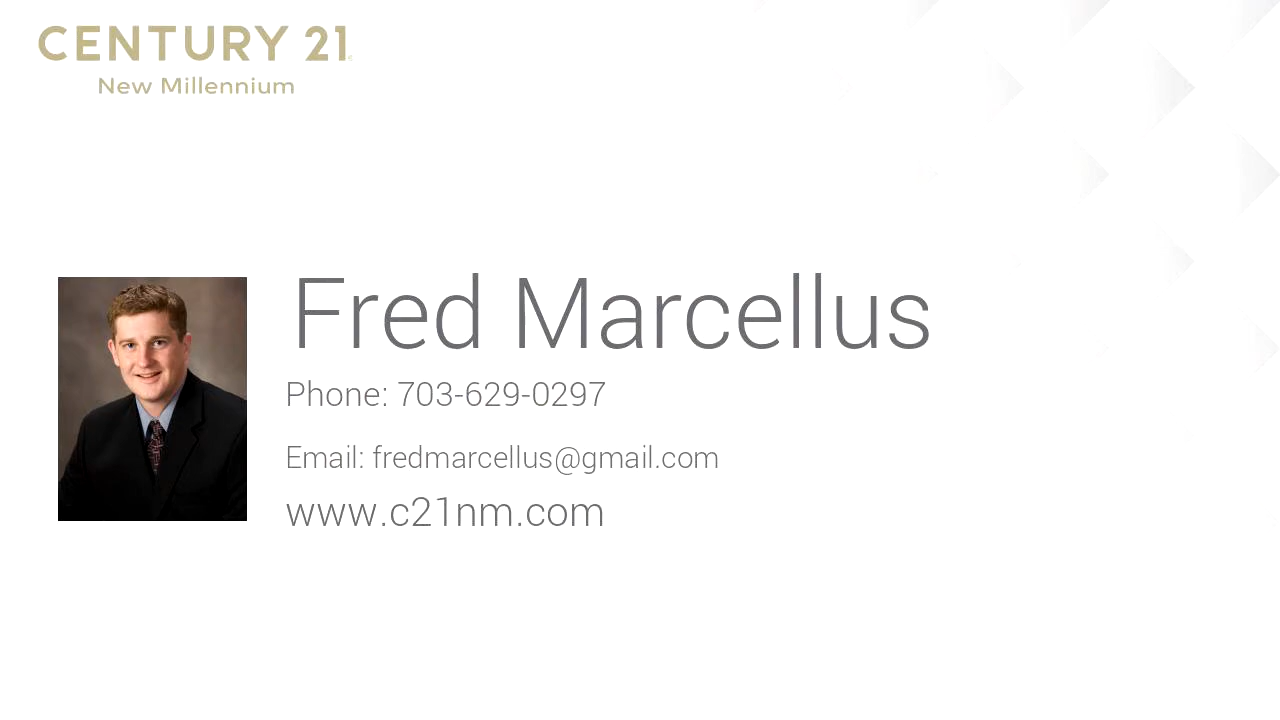 CENTURY 21
New Millennium
Fred Marcellus
Phone: 703-629-0297
Email: fredmarcellus@gmail.com
www.c21nm.com